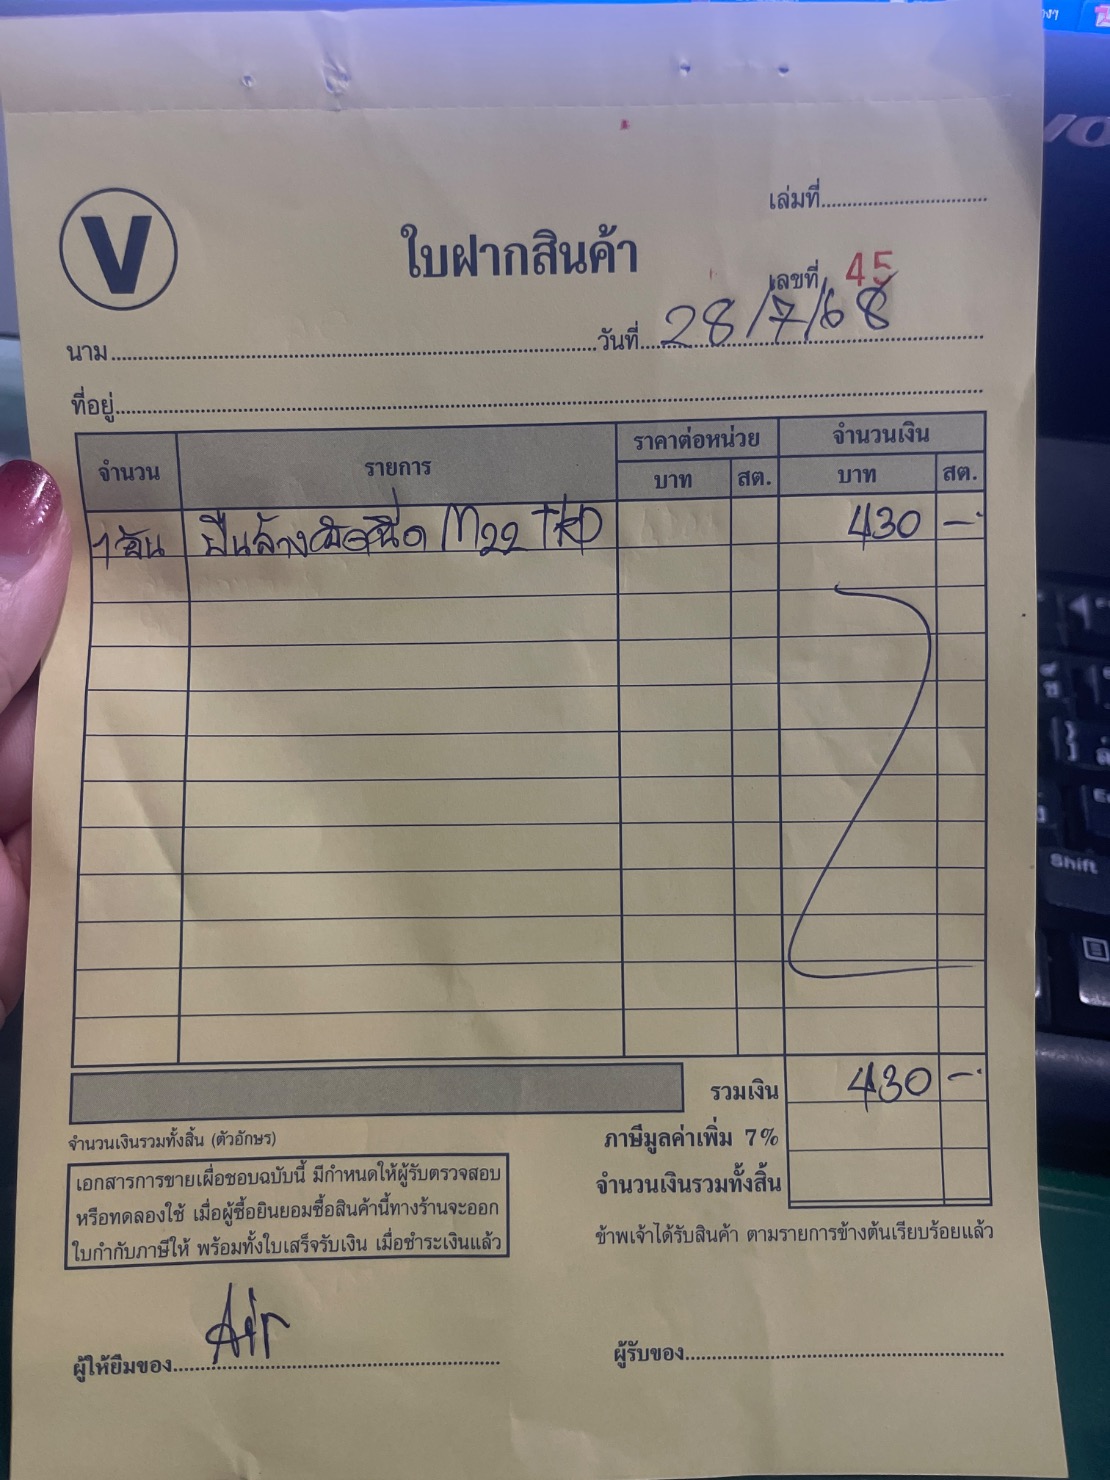 เล่มที่
V
ใบฝากสินค้า
เลขที่ 45
นาม วันที่ 28/7/68
ที่อยู่
จำนวน รายการ ราคาต่อหน่วย จำนวนเงิน
บาท สต. บาท สต.
1 อัน ปืนล้าง M22 TKD 430 -
รวมเงิน 430 -
จำนวนเงินรวมทั้งสิ้น (ตัวอักษร) ภาษีมูลค่าเพิ่ม 7%
จำนวนเงินรวมทั้งสิ้น
เอกสารการขายเผื่อชอบฉบับนี้ มีกำหนดให้ผู้รับตรวจสอบ
หรือทดลองใช้ เมื่อผู้ซื้อยินยอมซื้อสินค้านี้ทางร้านจะออก
ใบกำกับภาษีให้ พร้อมทั้งใบเสร็จรับเงิน เมื่อชำระเงินแล้ว
ข้าพเจ้าได้รับสินค้า ตามรายการข้างต้นเรียบร้อยแล้ว
ผู้ให้ยืมของ Air
ผู้รับของ
Shift